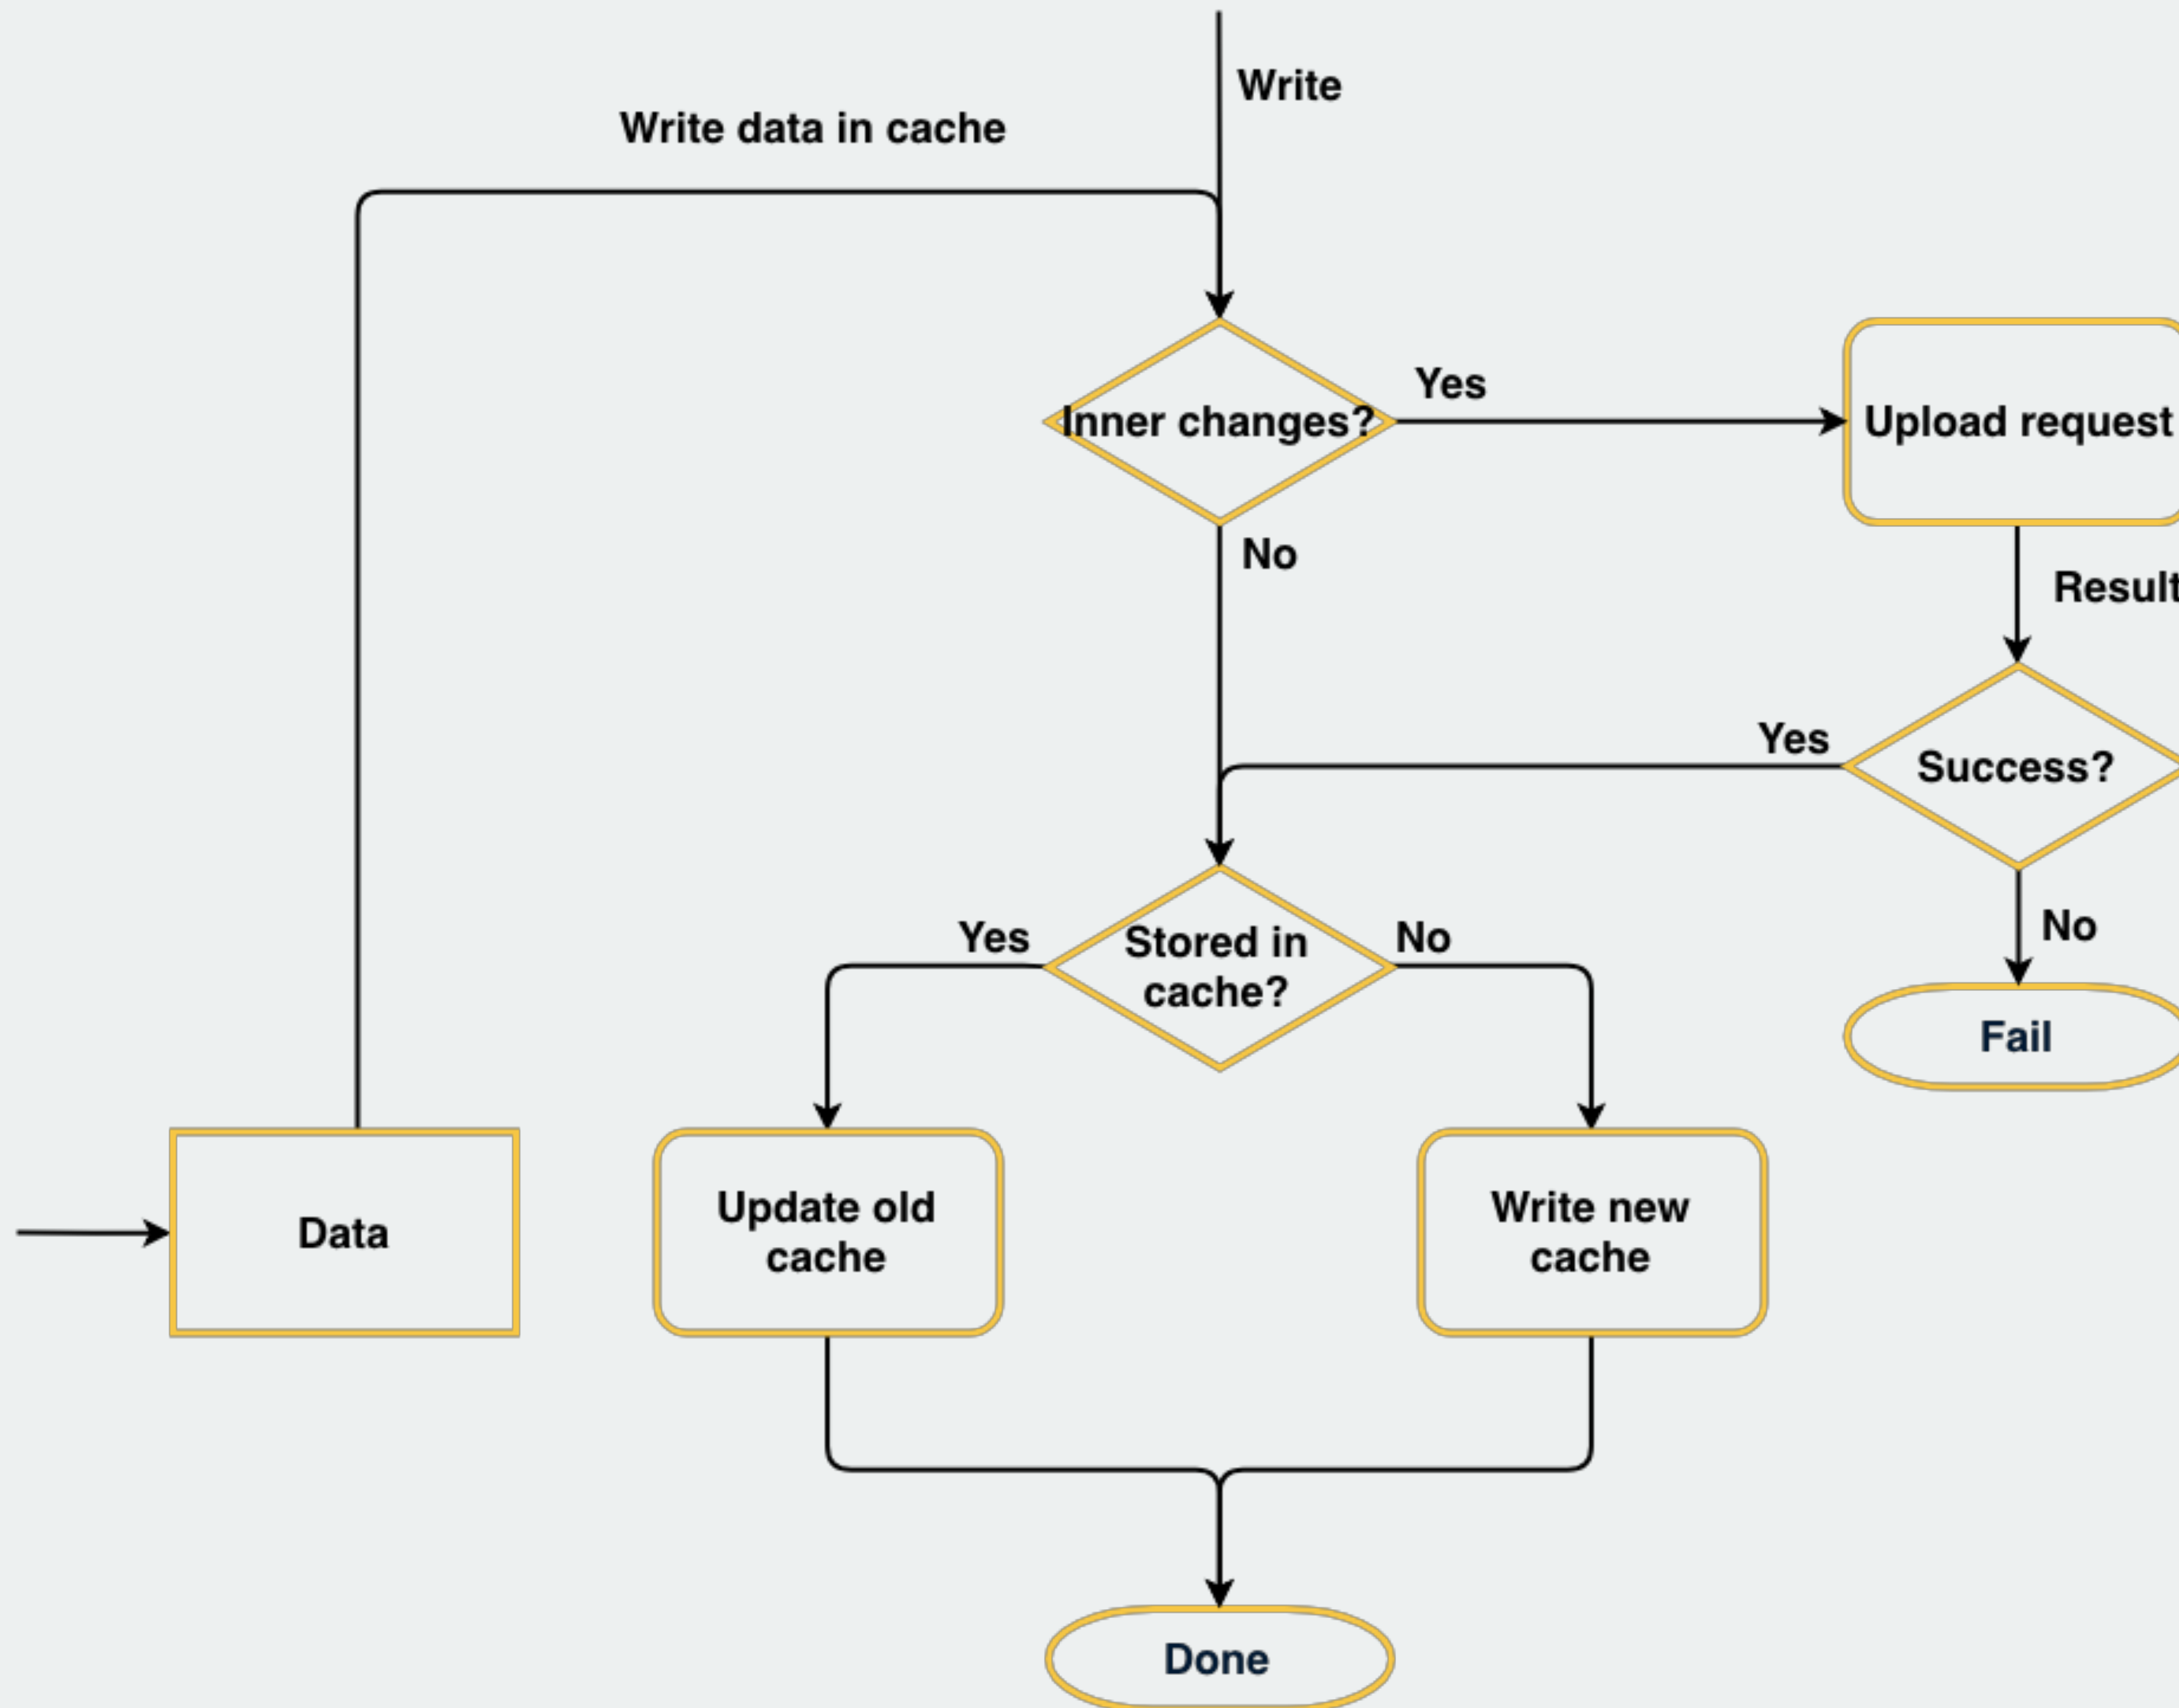 Write
Write data in cache
Yes
Inner changes?
Upload request
No
Result
Yes
Success?
Yes
Stored in
cache?
No
No
Fail
Data
Update old
cache
Write new
cache
Done